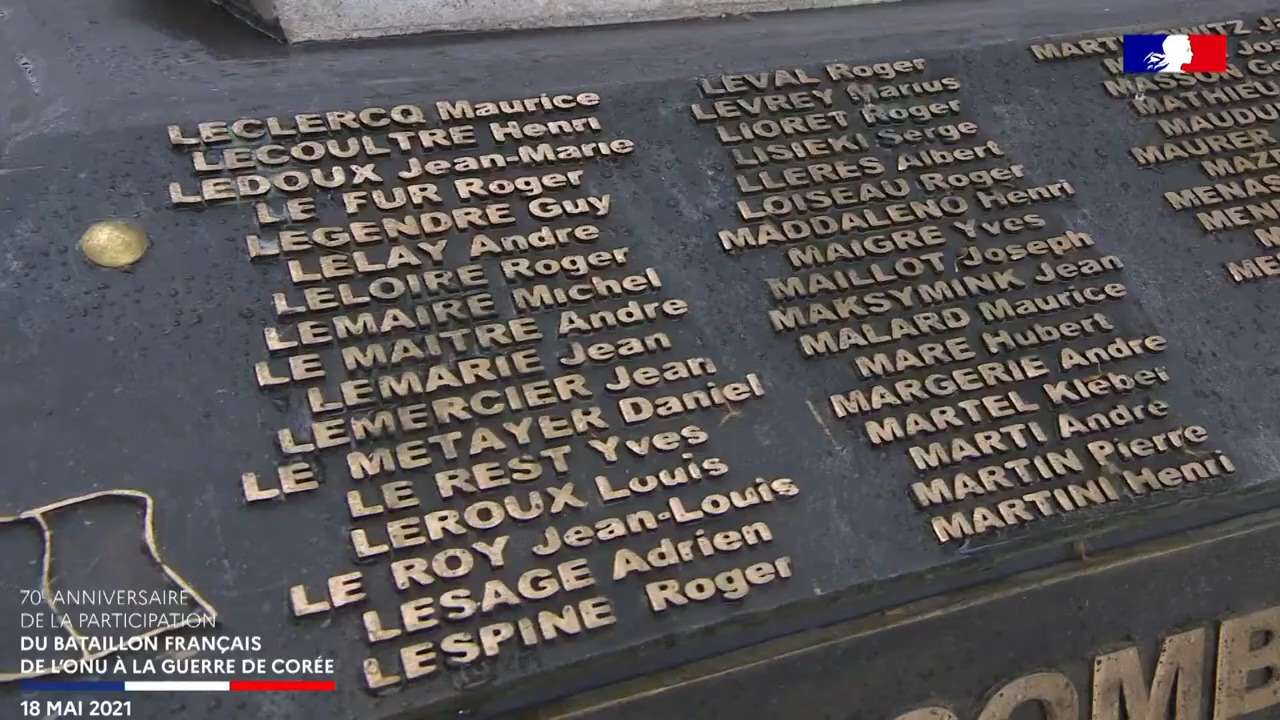 LECLERCQ Maurice
LECOULTRE Henri
LEDOUX Jean-Marie
LE FUR Roger
LEGENDRE Guy
LELAY Andre
LELOIRE Roger
LEMAIRE Michel
LE MAITRE Andre
LEMARIE Jean
LEMERCIER Jean
LE METAYER Daniel
LE REST Yves
LEROUX Louis
LE ROY Jean-Louis
LESAGE Adrien
LESPINE Roger
LEVAL Roger
LEVREY Marius
LIORET Roger
LISIEKI Serge
LLERES Albert
LOISEAU Roger
MADDALENO Henri
MAIGRE Yves
MAILLOT Joseph
MAKSYMINK Jean
MALARD Maurice
MARE Hubert
MARGERIE Andre
MARTEL Kleber
MARTI Andre
MARTIN Pierre
MARTINI Henri
MASSON
MATHIEU
MAURER
70E ANNIVERSAIRE
DE LA PARTICIPATION
DU BATAILLON FRANÇAIS
DE L'ONU À LA GUERRE DE CORÉE
18 MAI 2021